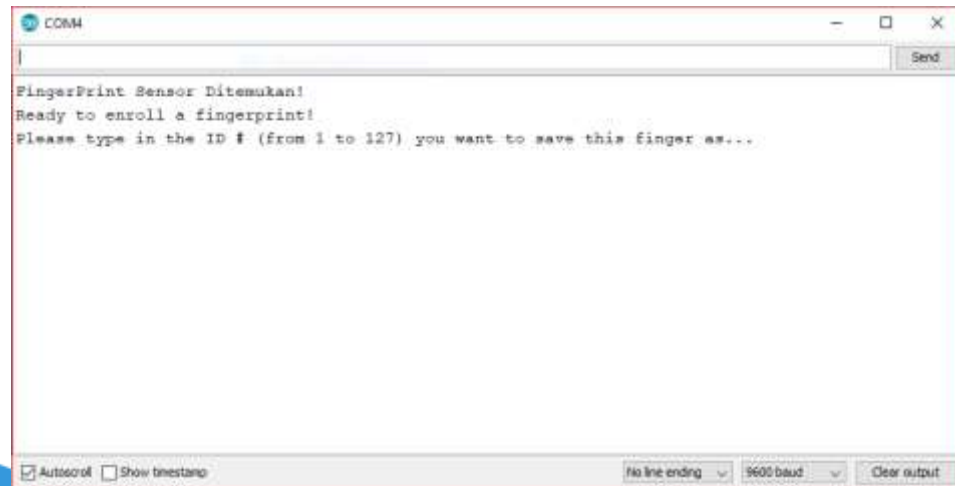 COM4
Send
FingerPrint Sensor Ditemukan!
Ready to enroll a fingerprint!
Please type in the ID # (from 1 to 127) you want to save this finger as...
Autoscroll Show timestamp No line ending 9600 baud Clear output